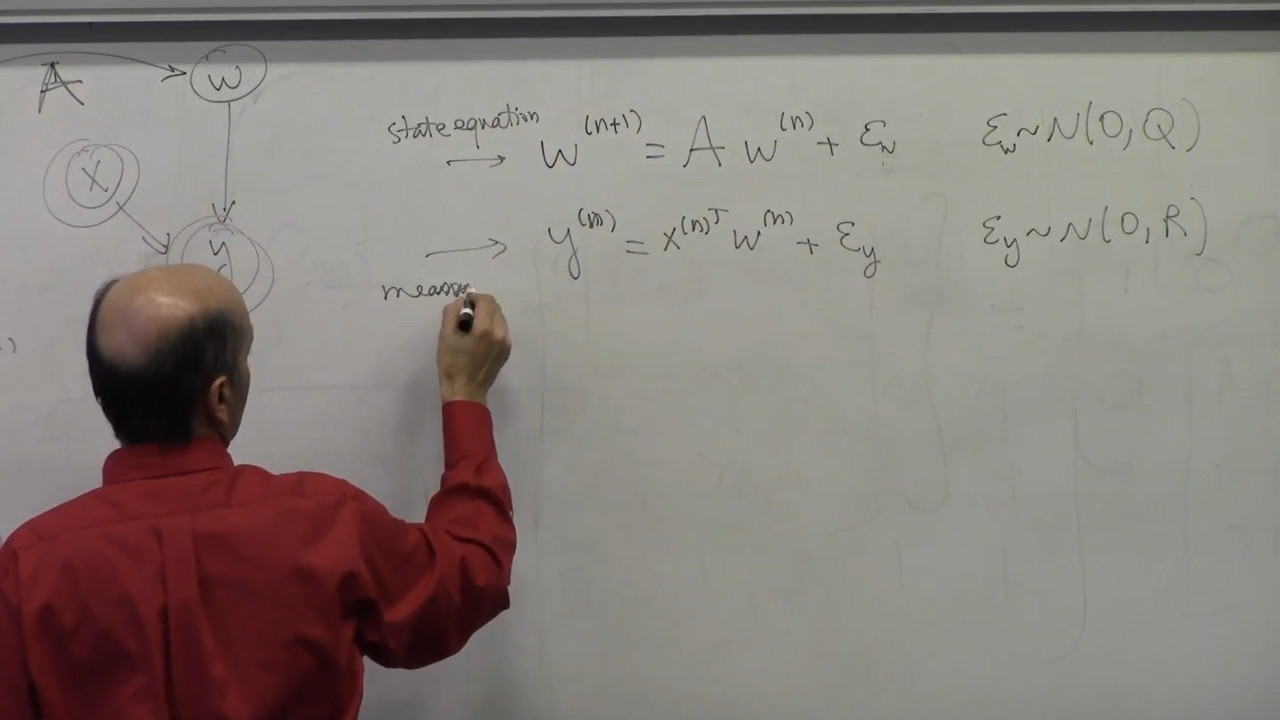 A
w
x
y
state equation
→ w⁽ⁿ⁺¹⁾ = A w⁽ⁿ⁾ + ε_w   ε_w ~ N(0, Q)
→ y⁽ⁿ⁾ = x⁽ⁿ⁾ᵀ w⁽ⁿ⁾ + ε_y   ε_y ~ N(0, R)
measu